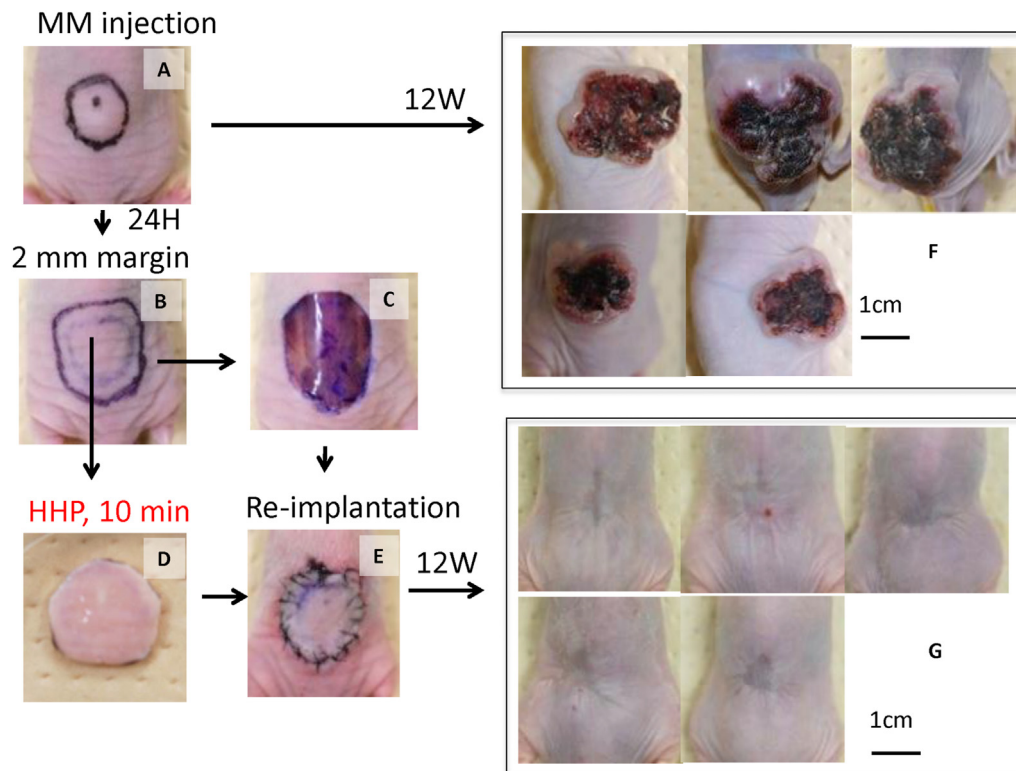 MM injection
A
12W
24H
2 mm margin
B
C
HHP, 10 min
D
Re-implantation
E
12W
F
1cm
G
1cm